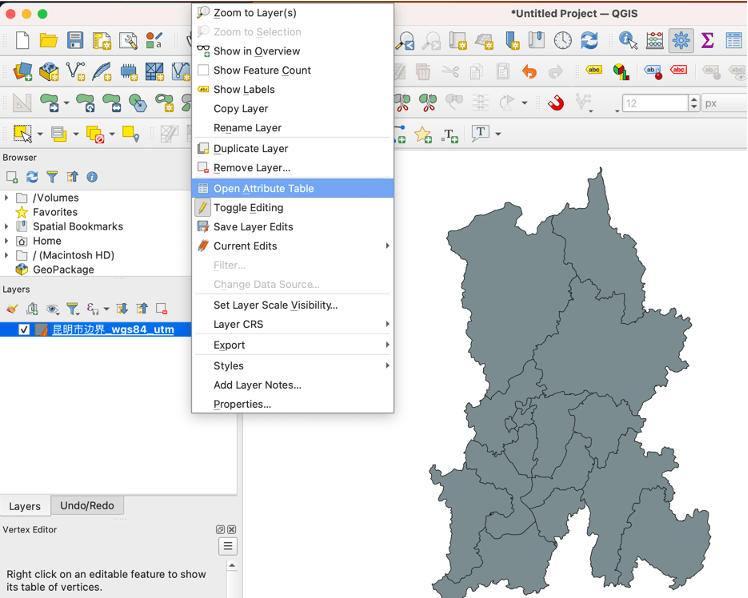 *Untitled Project — QGIS
Zoom to Layer(s)
Zoom to Selection
Show in Overview
Show Feature Count
abc Show Labels
Copy Layer
Rename Layer
Duplicate Layer
Remove Layer...
Open Attribute Table
Toggle Editing
Save Layer Edits
Current Edits
Filter...
Change Data Source...
Set Layer Scale Visibility...
Layer CRS
Export
Styles
Add Layer Notes...
Properties...
abc
abc
12
px
Browser
/Volumes
Favorites
Spatial Bookmarks
Home
/ (Macintosh HD)
GeoPackage
Layers
昆明市边界_wgs84_utm
Layers
Undo/Redo
Vertex Editor
Right click on an editable feature to show
its table of vertices.